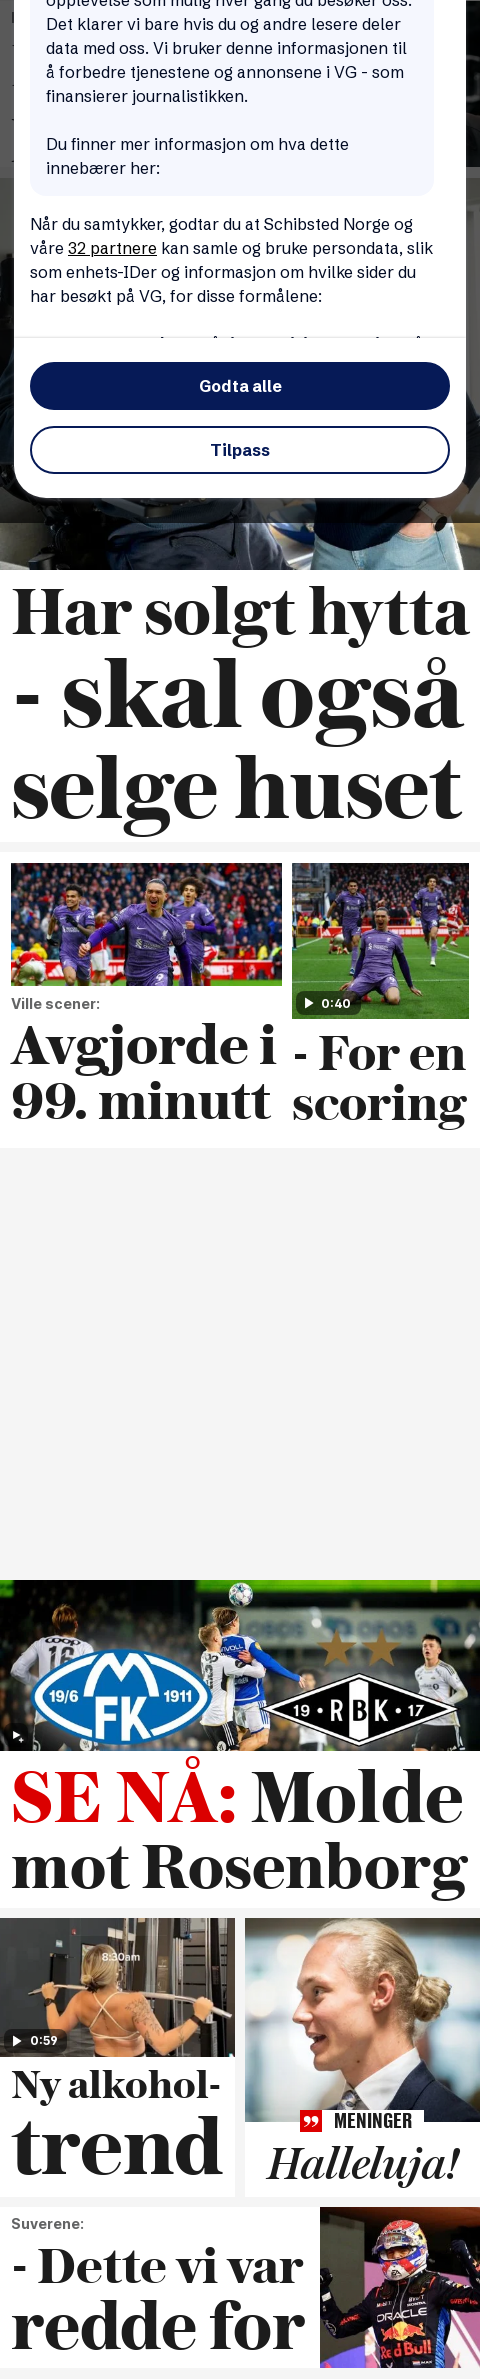 opplevelse som mulig hver gang du besøker oss.
Det klarer vi bare hvis du og andre lesere deler
data med oss. Vi bruker denne informasjonen til
å forbedre tjenestene og annonsene i VG - som
finansierer journalistikken.
Du finner mer informasjon om hva dette
innebærer her:
Når du samtykker, godtar du at Schibsted Norge og
våre 32 partnere kan samle og bruke persondata, slik
som enhets-IDer og informasjon om hvilke sider du
har besøkt på VG, for disse formålene:
Godta alle
Tilpass
Har solgt hytta
- skal også
selge huset
0:40
Ville scener:
Avgjorde i
99. minutt
- For en
scoring
COOP
16
19/6
MFK
1911
19 • RBK • 17
SE NÅ: Molde
mot Rosenborg
8:30am
0:59
Ny alkohol-
trend
MENINGER
Halleluja!
Suverene:
- Dette vi var
redde for
ORACLE
Red Bull